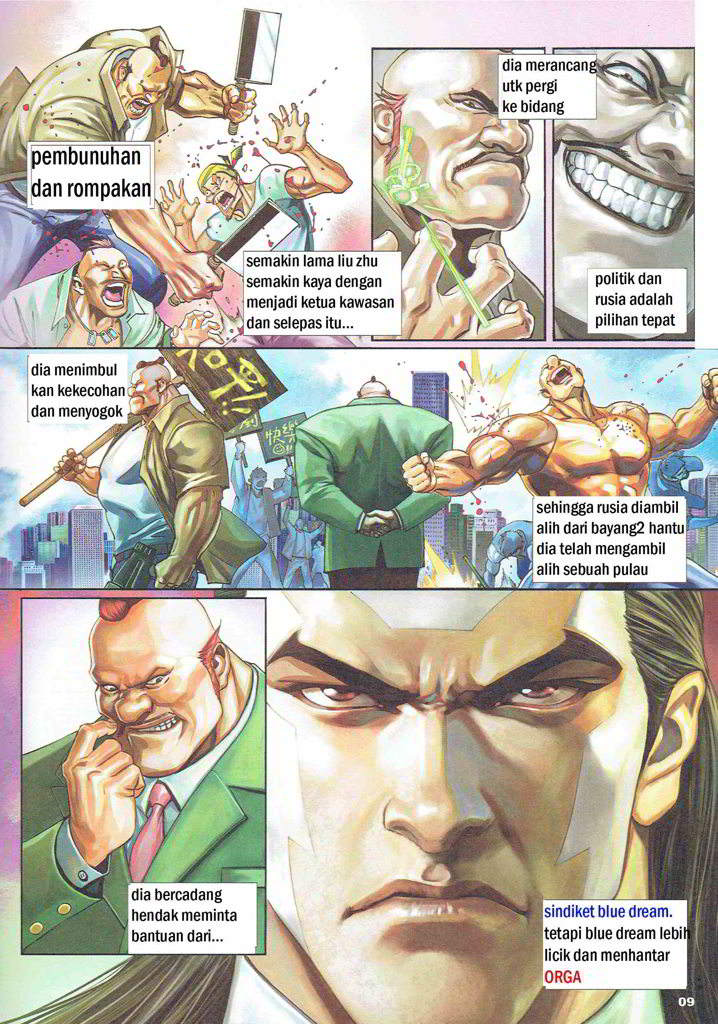 pembunuhan
dan rompakan
semakin lama liu zhu
semakin kaya dengan
menjadi ketua kawasan
dan selepas itu...
dia merancang
utk pergi
ke bidang
politik dan
rusia adalah
pilihan tepat
dia menimbul
kan kekecohan
dan menyogok
sehingga rusia diambil
alih dari bayang2 hantu
dia telah mengambil
alih sebuah pulau
dia bercadang
hendak meminta
bantuan dari...
sindiket blue dream.
tetapi blue dream lebih
licik dan menhantar
ORGA
09